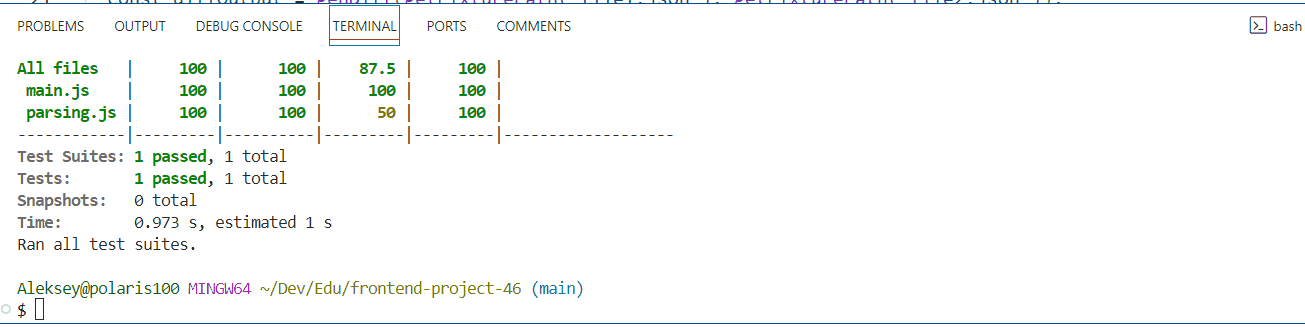 PROBLEMS OUTPUT DEBUG CONSOLE TERMINAL PORTS COMMENTS bash
All files | 100 | 100 | 87.5 | 100 |
main.js | 100 | 100 | 100 | 100 |
parsing.js | 100 | 100 | 50 | 100 |
------------|---------|----------|---------|---------|-------------------
Test Suites: 1 passed, 1 total
Tests: 1 passed, 1 total
Snapshots: 0 total
Time: 0.973 s, estimated 1 s
Ran all test suites.
Aleksey@polaris100 MINGW64 ~/Dev/Edu/frontend-project-46 (main)
$